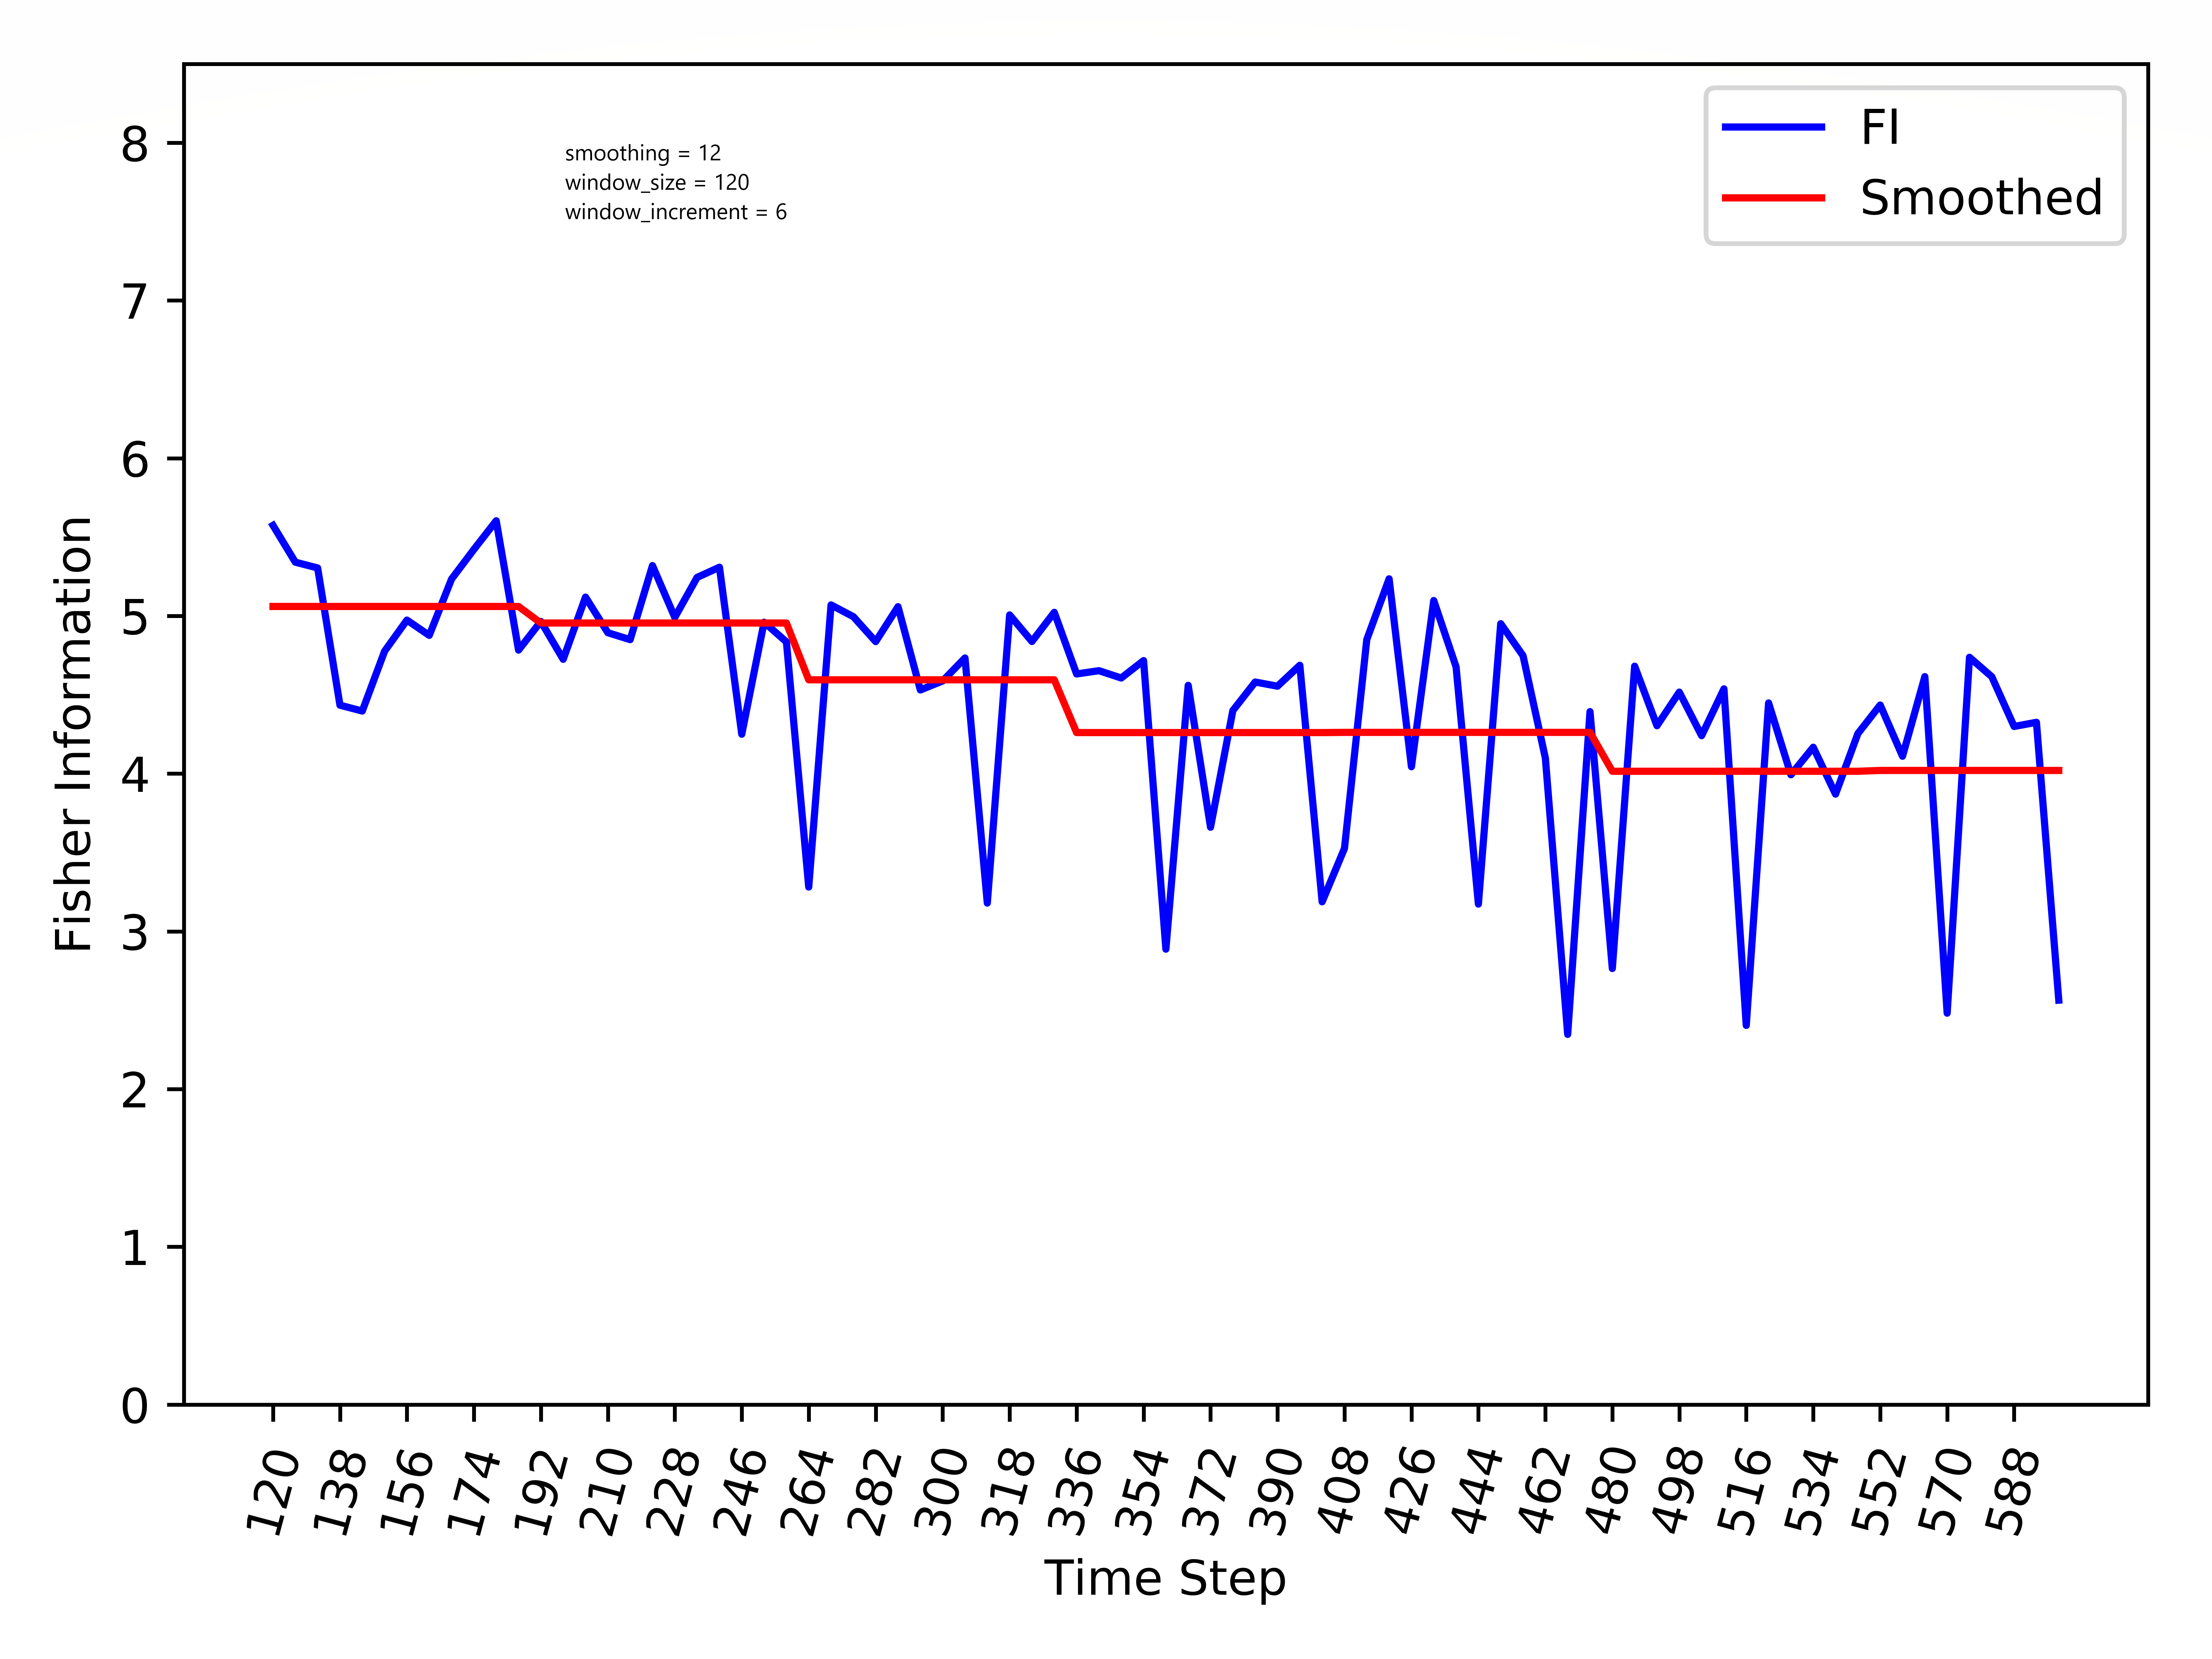 smoothing = 12
window_size = 120
window_increment = 6
FI
Smoothed
Fisher Information
8
7
6
5
4
3
2
1
0
120 138 156 174 192 210 228 246 264 282 300 318 336 354 372 390 408 426 444 462 480 498 516 534 552 570 588
Time Step